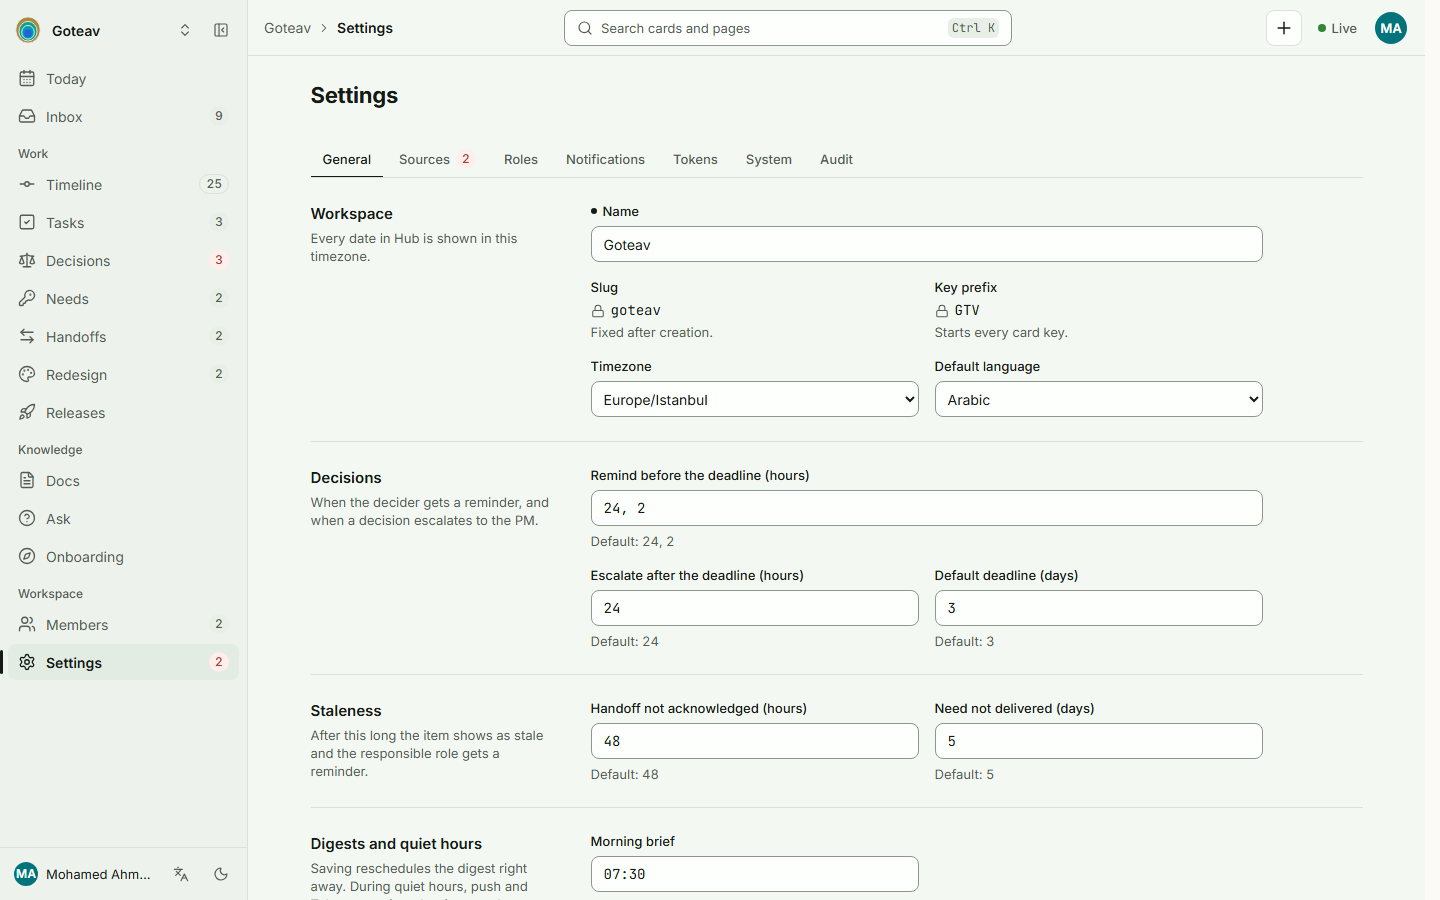 Goteav
Today
Inbox 9
Work
Timeline 25
Tasks 3
Decisions 3
Needs 2
Handoffs 2
Redesign 2
Releases
Knowledge
Docs
Ask
Onboarding
Workspace
Members 2
Settings 2
MA Mohamed Ahm...
Goteav > Settings
Search cards and pages Ctrl K
+ Live MA
Settings
General Sources 2 Roles Notifications Tokens System Audit
Workspace
Every date in Hub is shown in this
timezone.
Name
Goteav
Slug
goteav
Fixed after creation.
Key prefix
GTV
Starts every card key.
Timezone
Europe/Istanbul
Default language
Arabic
Decisions
When the decider gets a reminder, and
when a decision escalates to the PM.
Remind before the deadline (hours)
24, 2
Default: 24, 2
Escalate after the deadline (hours)
24
Default: 24
Default deadline (days)
3
Default: 3
Staleness
After this long the item shows as stale
and the responsible role gets a
reminder.
Handoff not acknowledged (hours)
48
Default: 48
Need not delivered (days)
5
Default: 5
Digests and quiet hours
Saving reschedules the digest right
away. During quiet hours, push and
Morning brief
07:30